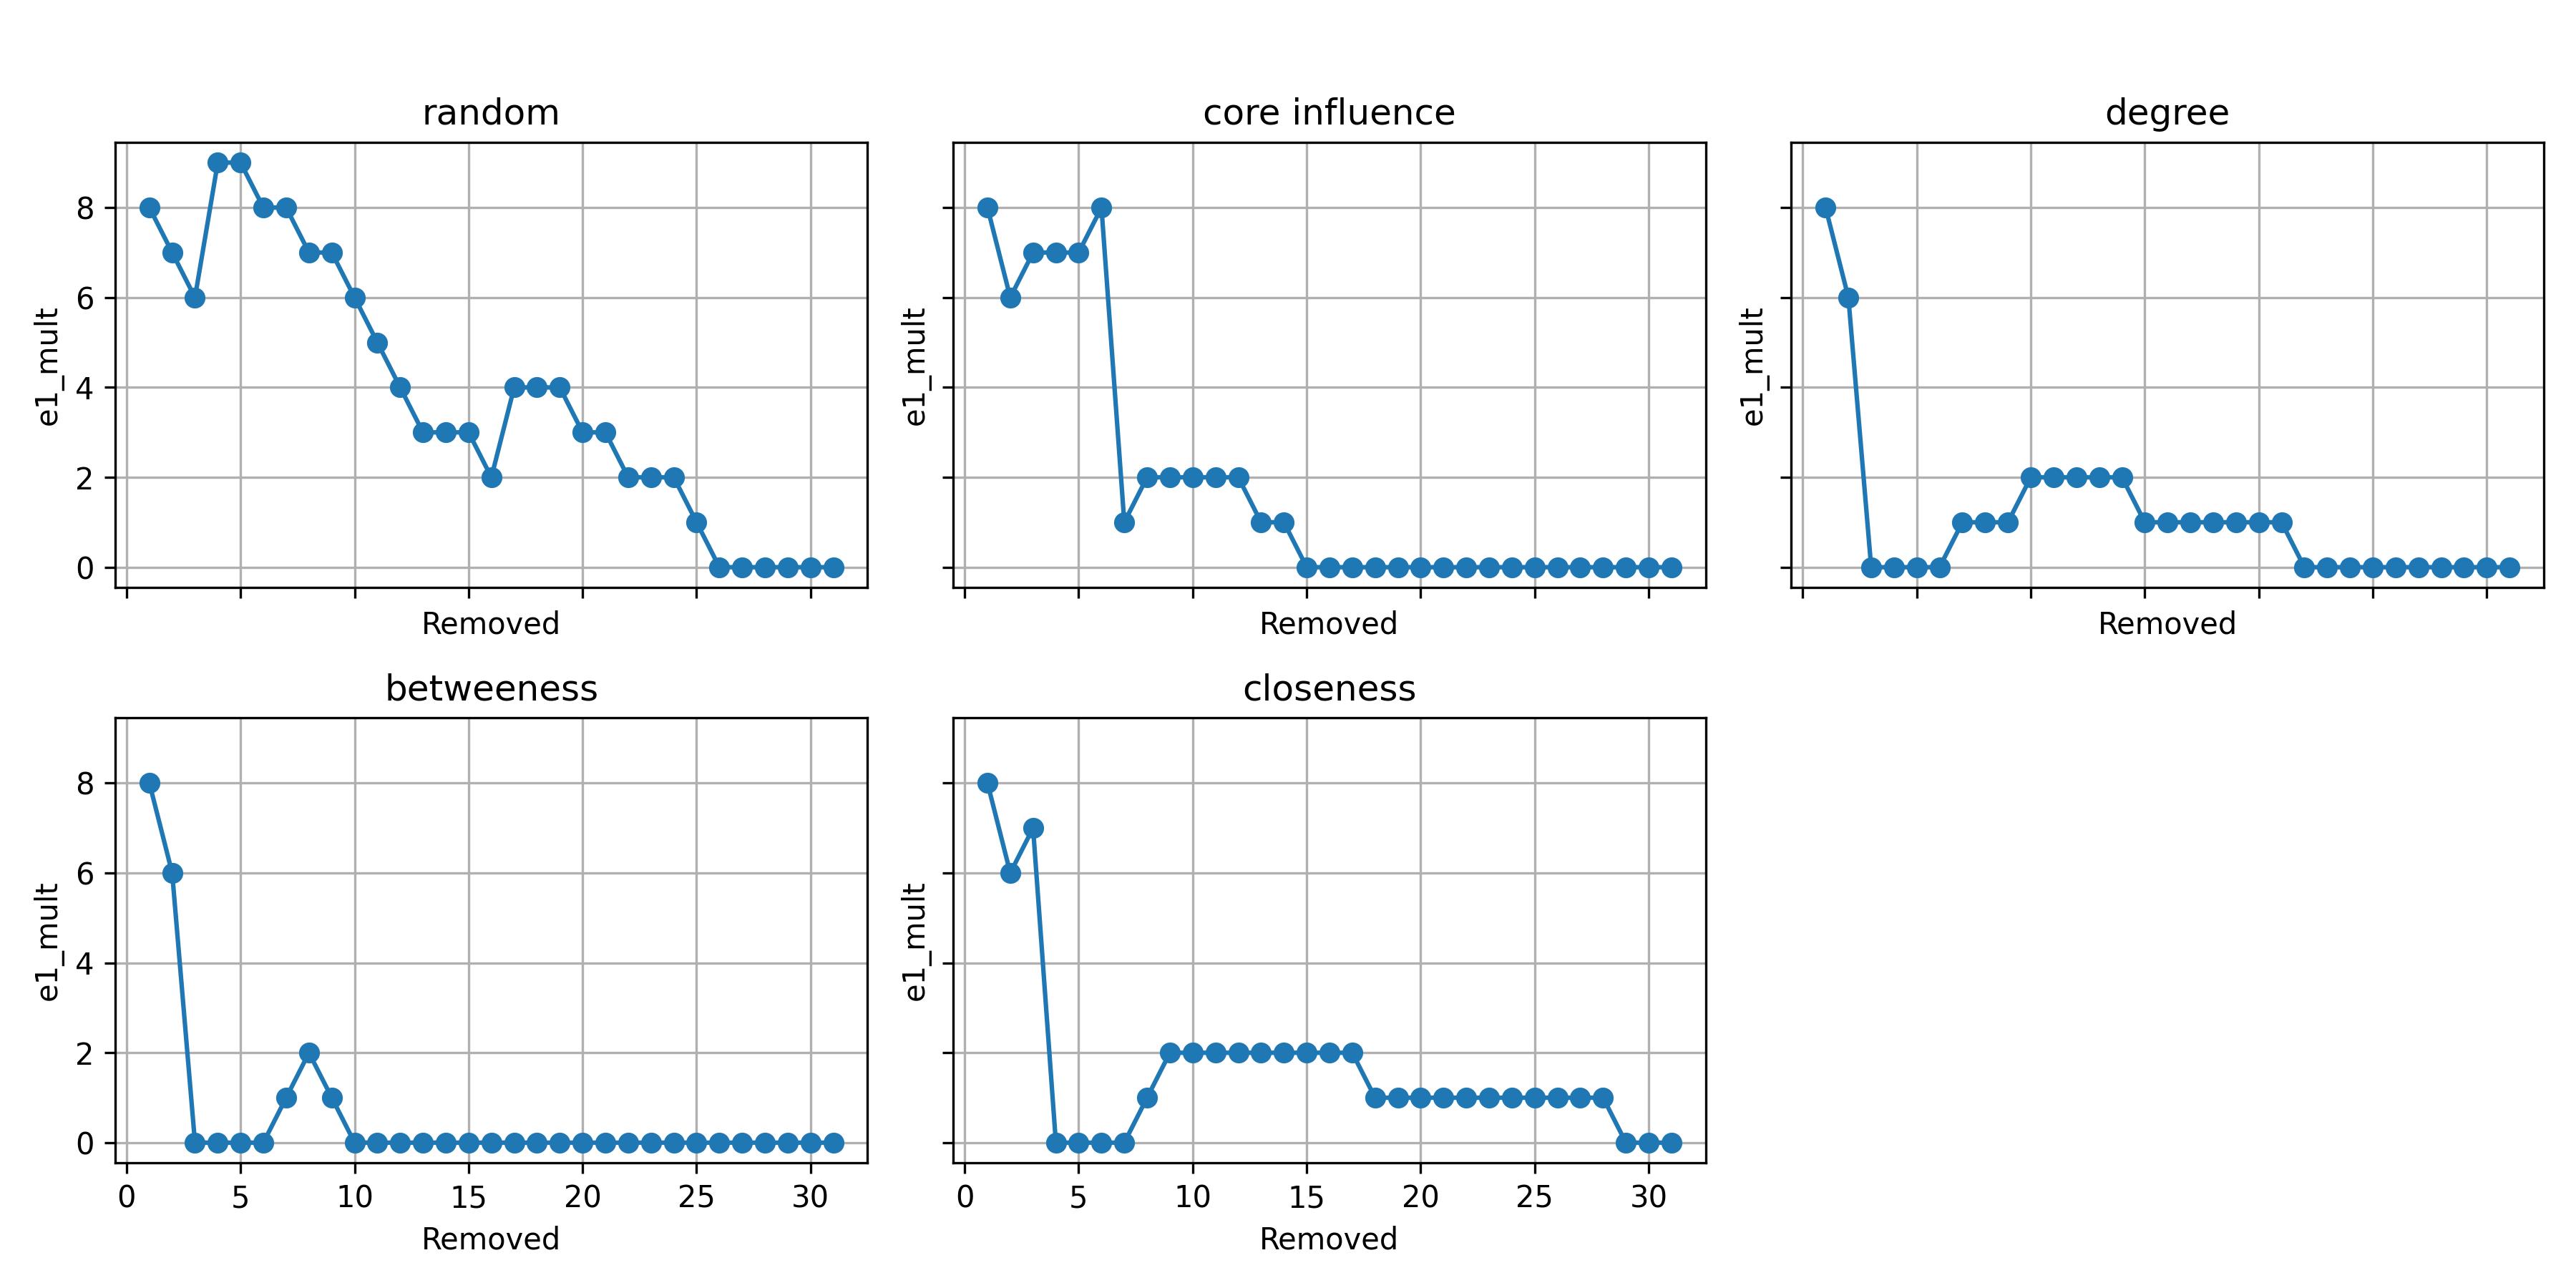 random
core influence
degree
8
6
4
2
0
e1_mult
e1_mult
e1_mult
Removed
Removed
Removed
betweeness
closeness
8
6
4
2
0
e1_mult
e1_mult
0 5 10 15 20 25 30
0 5 10 15 20 25 30
Removed
Removed